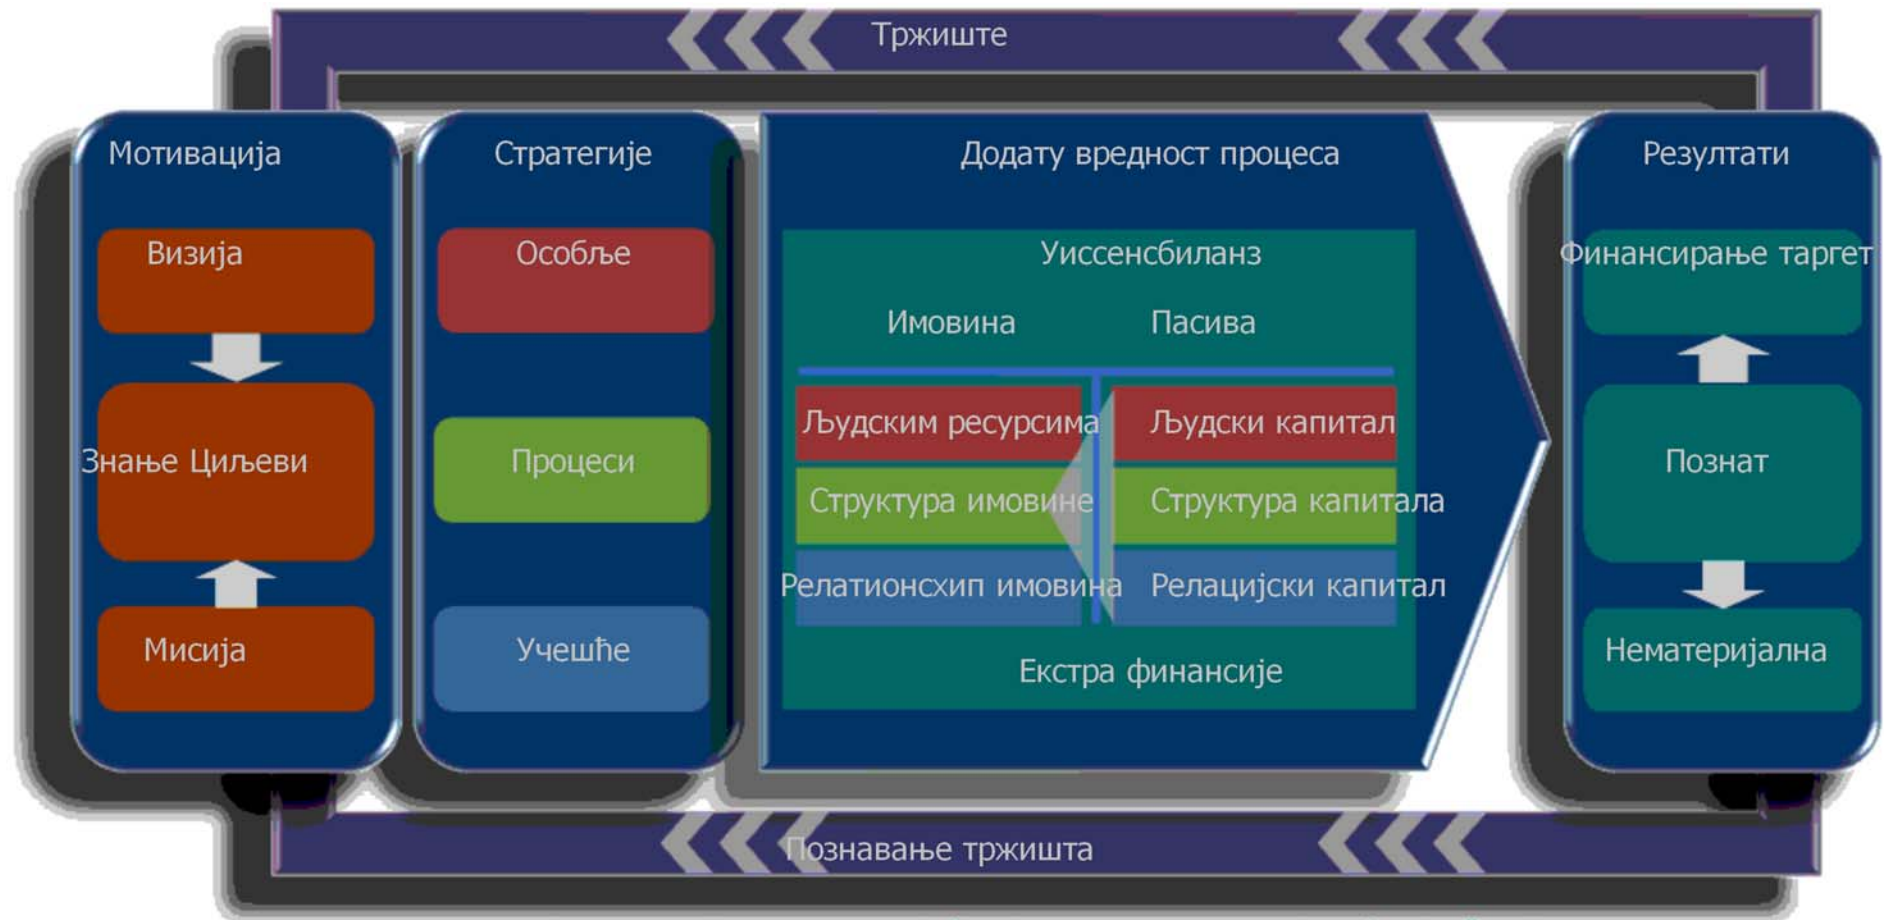 Тржиште
Мотивација
Визија
Знање Циљеви
Мисија
Стратегије
Особље
Процеси
Учешће
Додату вредност процеса
Уиссенсбиланз
Имовина Пасива
Људским ресурсима Људски капитал
Структура имовине Структура капитала
Релатионсхип имовина Релацијски капитал
Екстра финансије
Резултати
Финансирање таргет
Познат
Нематеријална
Познавање тржишта